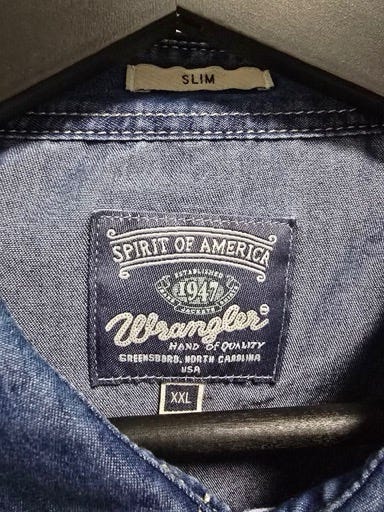 SLIM
SPIRIT OF AMERICA
ESTABLISHED
1947
Wrangler®
HAND OF QUALITY
GREENSBORO, NORTH CAROLINA
USA
XXL